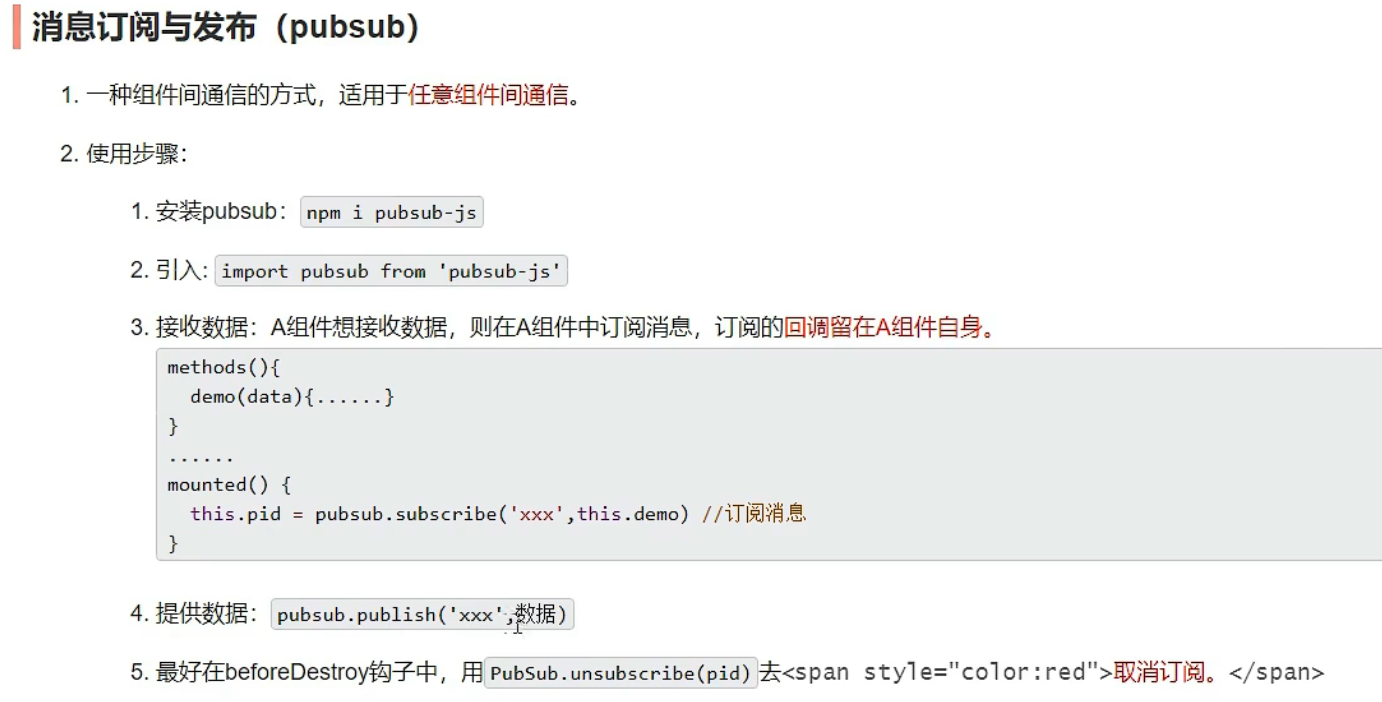 消息订阅与发布（pubsub）
1. 一种组件间通信的方式，适用于任意组件间通信。
2. 使用步骤：
1. 安装pubsub：npm i pubsub-js
2. 引入: import pubsub from 'pubsub-js'
3. 接收数据：A组件想接收数据，则在A组件中订阅消息，订阅的回调留在A组件自身。
methods(){
demo(data){......}
}
......
mounted() {
this.pid = pubsub.subscribe('xxx',this.demo) //订阅消息
}
4. 提供数据：pubsub.publish('xxx',数据)
5. 最好在beforeDestroy钩子中，用PubSub.unsubscribe(pid)去<span style="color:red">取消订阅。</span>